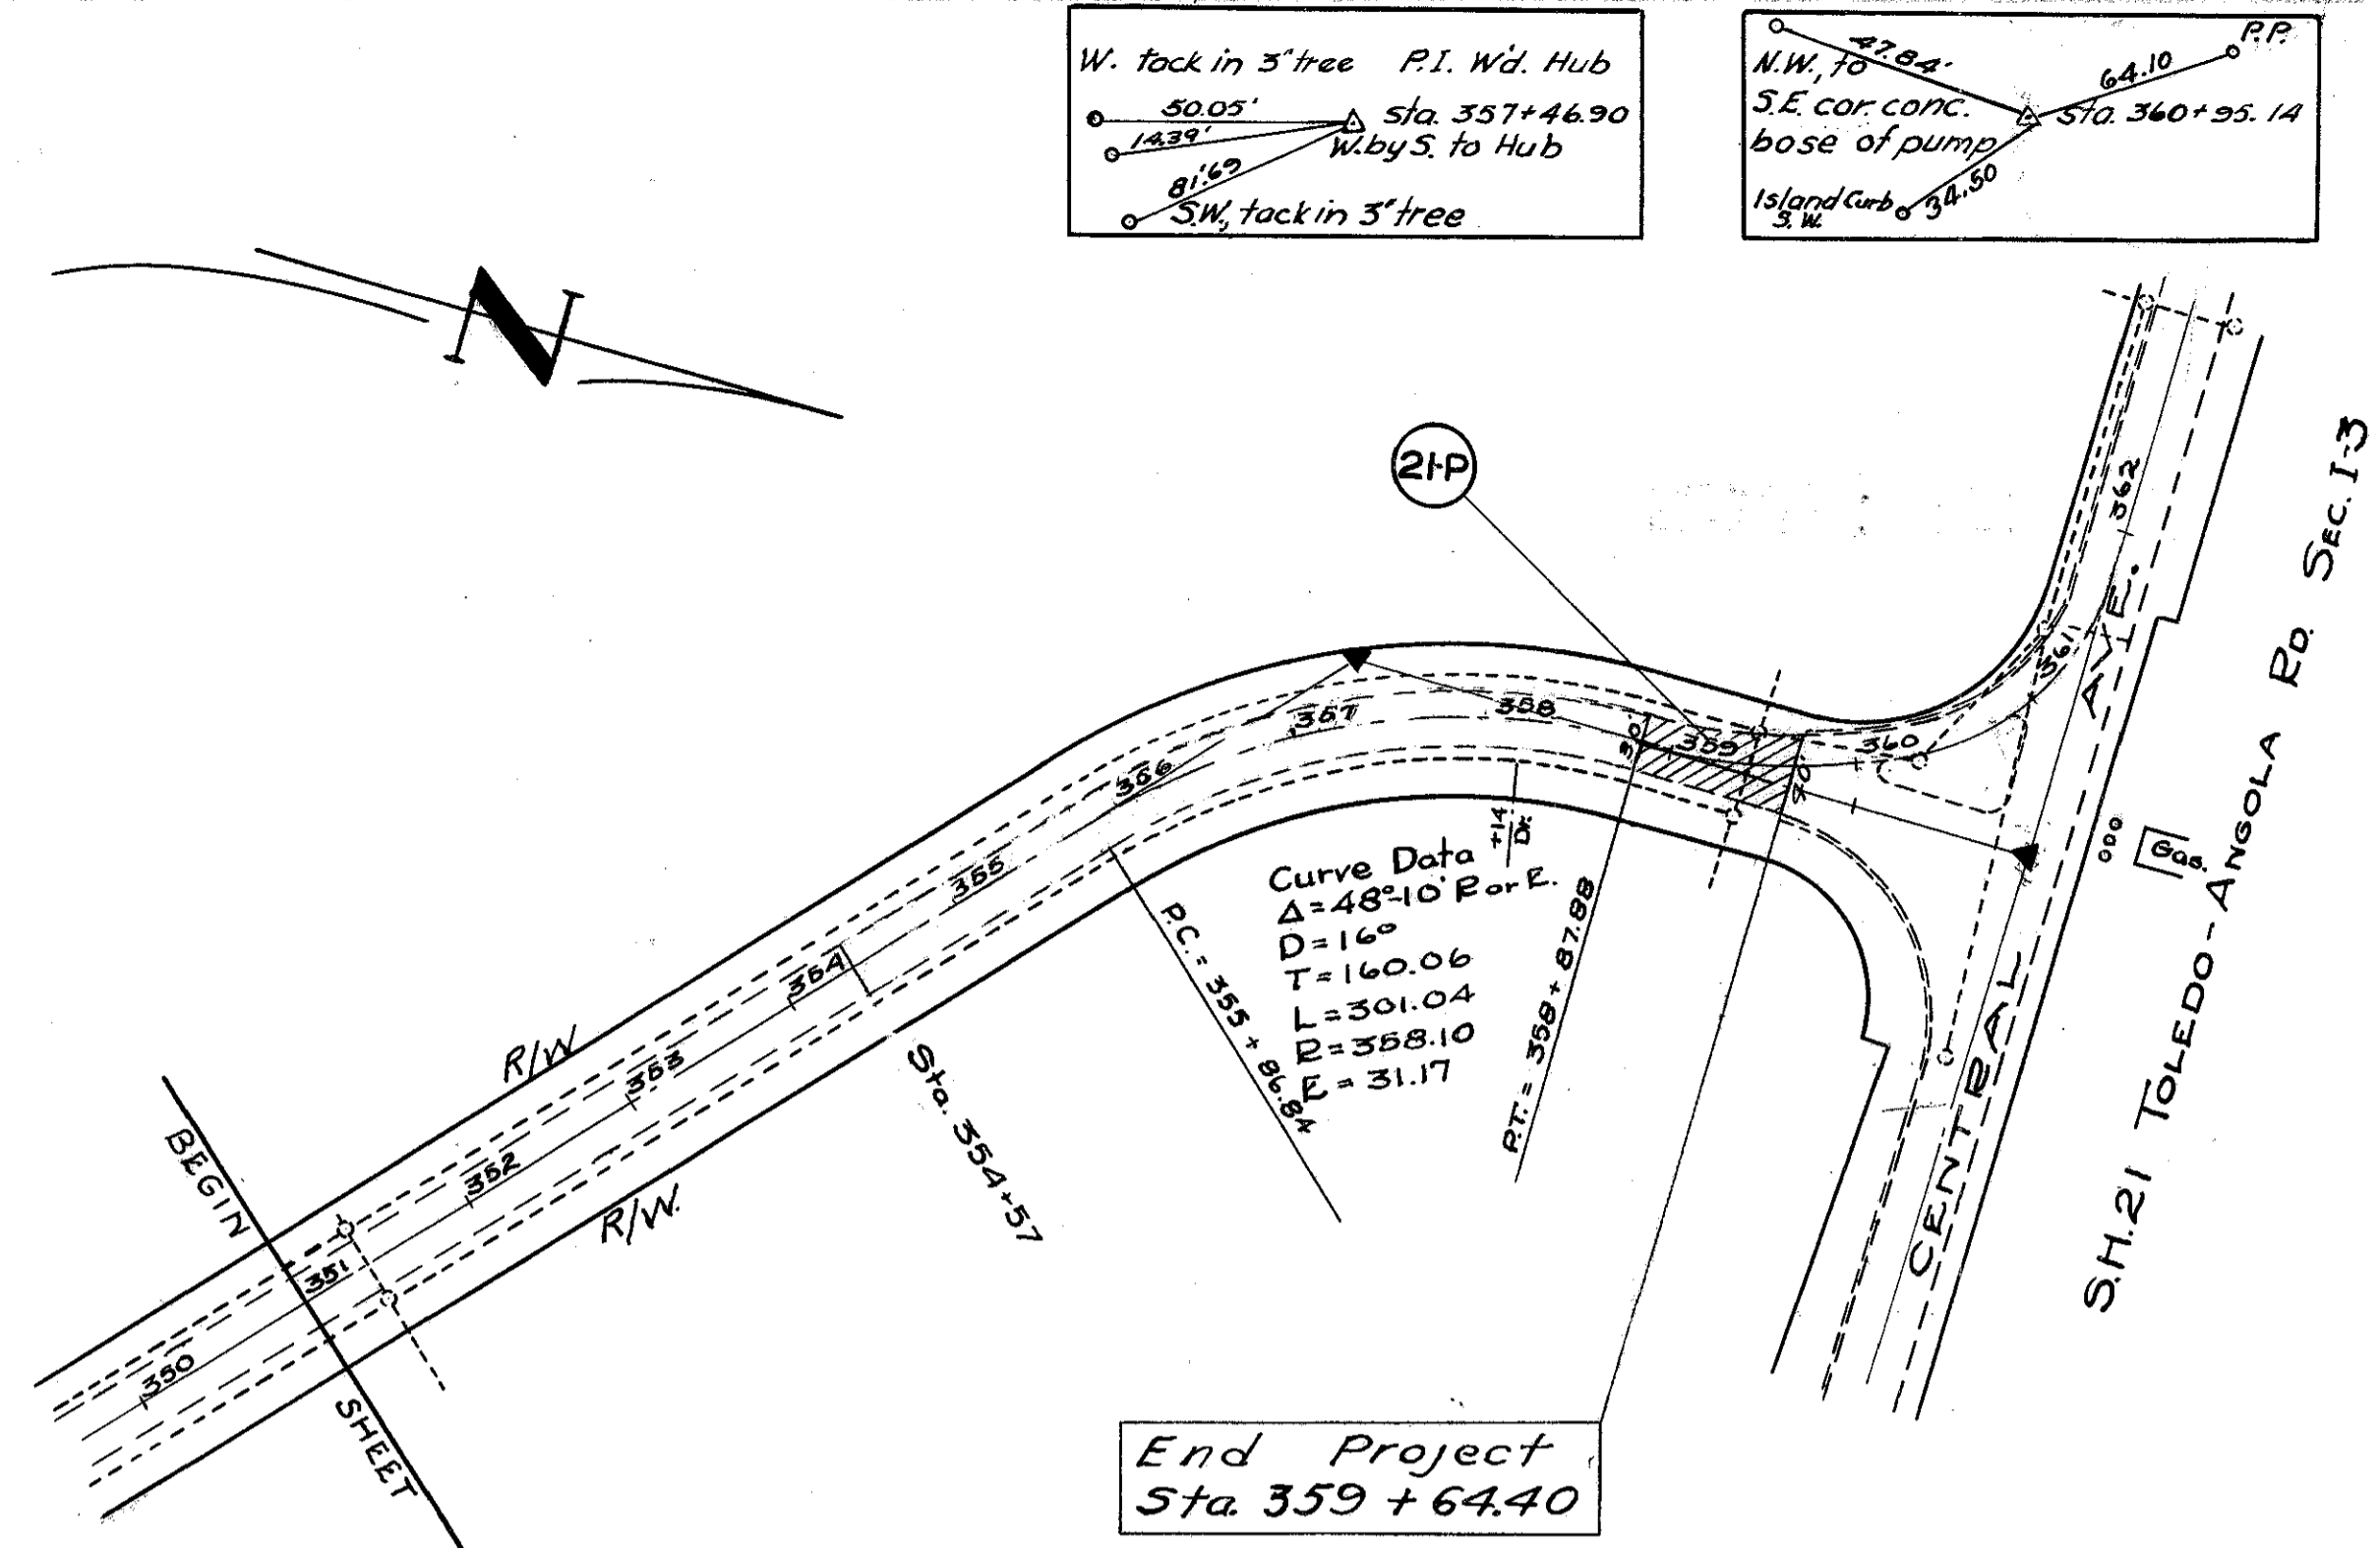 W. tack in 3" tree P.I. W'd. Hub
50.05' Sta. 357+46.90
14.39' W. by S. to Hub
81.69'
S.W., tack in 3" tree
47.84' P.P.
N.W., to 64.10
S.E. cor. conc. Sta. 360+95.14
base of pump
Island Curb 34.50
S.W.
N
21-P
350
351
352
353
354
355
356
357
358
359
360
361
362
30
40
+14
Dr.
Curve Data
Δ=48°-10' R or E.
D=16°
T=160.06
L=301.04
R=358.10
E=31.17
P.C.=355+86.84
P.T.=358+87.88
Sta. 354+57
R/W
R/W.
BEGIN
SHEET
CENTRAL AVE.
Gas.
S.H.21 TOLEDO-ANGOLA RD. SEC. I-3
End Project
Sta. 359+64.40